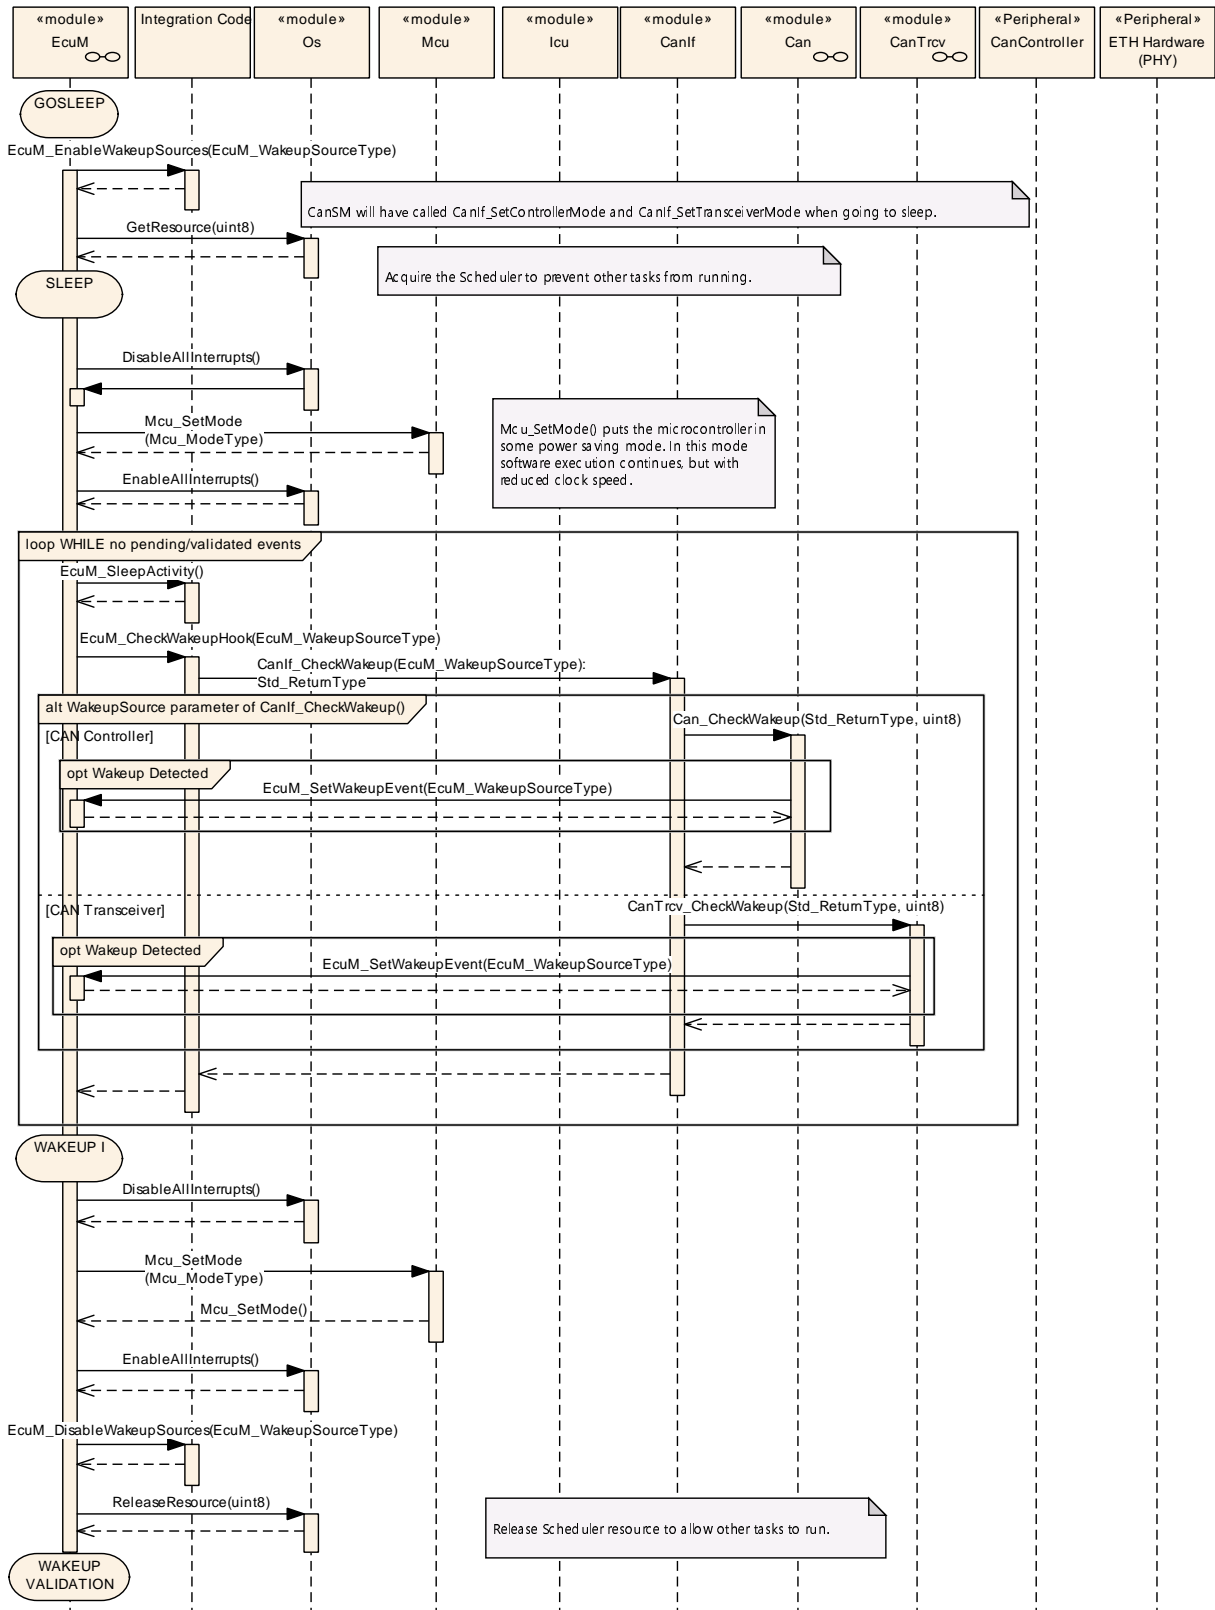 «module»
EcuM
Integration Code
«module»
Os
«module»
Mcu
«module»
Icu
«module»
CanIf
«module»
Can
«module»
CanTrcv
«Peripheral»
CanController
«Peripheral»
ETH Hardware
(PHY)
GOSLEEP
EcuM_EnableWakeupSources(EcuM_WakeupSourceType)
CanSM will have called CanIf_SetControllerMode and CanIf_SetTransceiverMode when going to sleep.
GetResource(uint8)
Acquire the Scheduler to prevent other tasks from running.
SLEEP
DisableAllInterrupts()
Mcu_SetMode
(Mcu_ModeType)
Mcu_SetMode() puts the microcontroller in
some power saving mode. In this mode
software execution continues, but with
reduced clock speed.
EnableAllInterrupts()
loop WHILE no pending/validated events
EcuM_SleepActivity()
EcuM_CheckWakeupHook(EcuM_WakeupSourceType)
CanIf_CheckWakeup(EcuM_WakeupSourceType):
Std_ReturnType
alt WakeupSource parameter of CanIf_CheckWakeup()
Can_CheckWakeup(Std_ReturnType, uint8)
[CAN Controller]
opt Wakeup Detected
EcuM_SetWakeupEvent(EcuM_WakeupSourceType)
[CAN Transceiver]
CanTrcv_CheckWakeup(Std_ReturnType, uint8)
opt Wakeup Detected
EcuM_SetWakeupEvent(EcuM_WakeupSourceType)
WAKEUP I
DisableAllInterrupts()
Mcu_SetMode
(Mcu_ModeType)
Mcu_SetMode()
EnableAllInterrupts()
EcuM_DisableWakeupSources(EcuM_WakeupSourceType)
ReleaseResource(uint8)
Release Scheduler resource to allow other tasks to run.
WAKEUP
VALIDATION